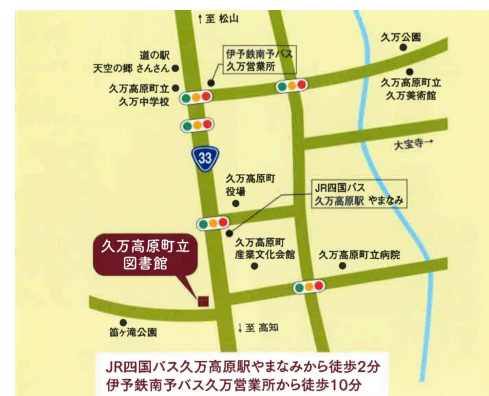 ↑至 松山
道の駅
天空の郷 さんさん
伊予鉄南予バス
久万営業所
久万公園
久万高原町立
久万中学校
久万高原町立
久万美術館
33
大宝寺→
久万高原町
役場
JR四国バス
久万高原駅 やまなみ
久万高原町立
図書館
久万高原町
産業文化会館
久万高原町立病院
笛ヶ滝公園
↓至 高知
JR四国バス久万高原駅やまなみから徒歩2分
伊予鉄南予バス久万営業所から徒歩10分